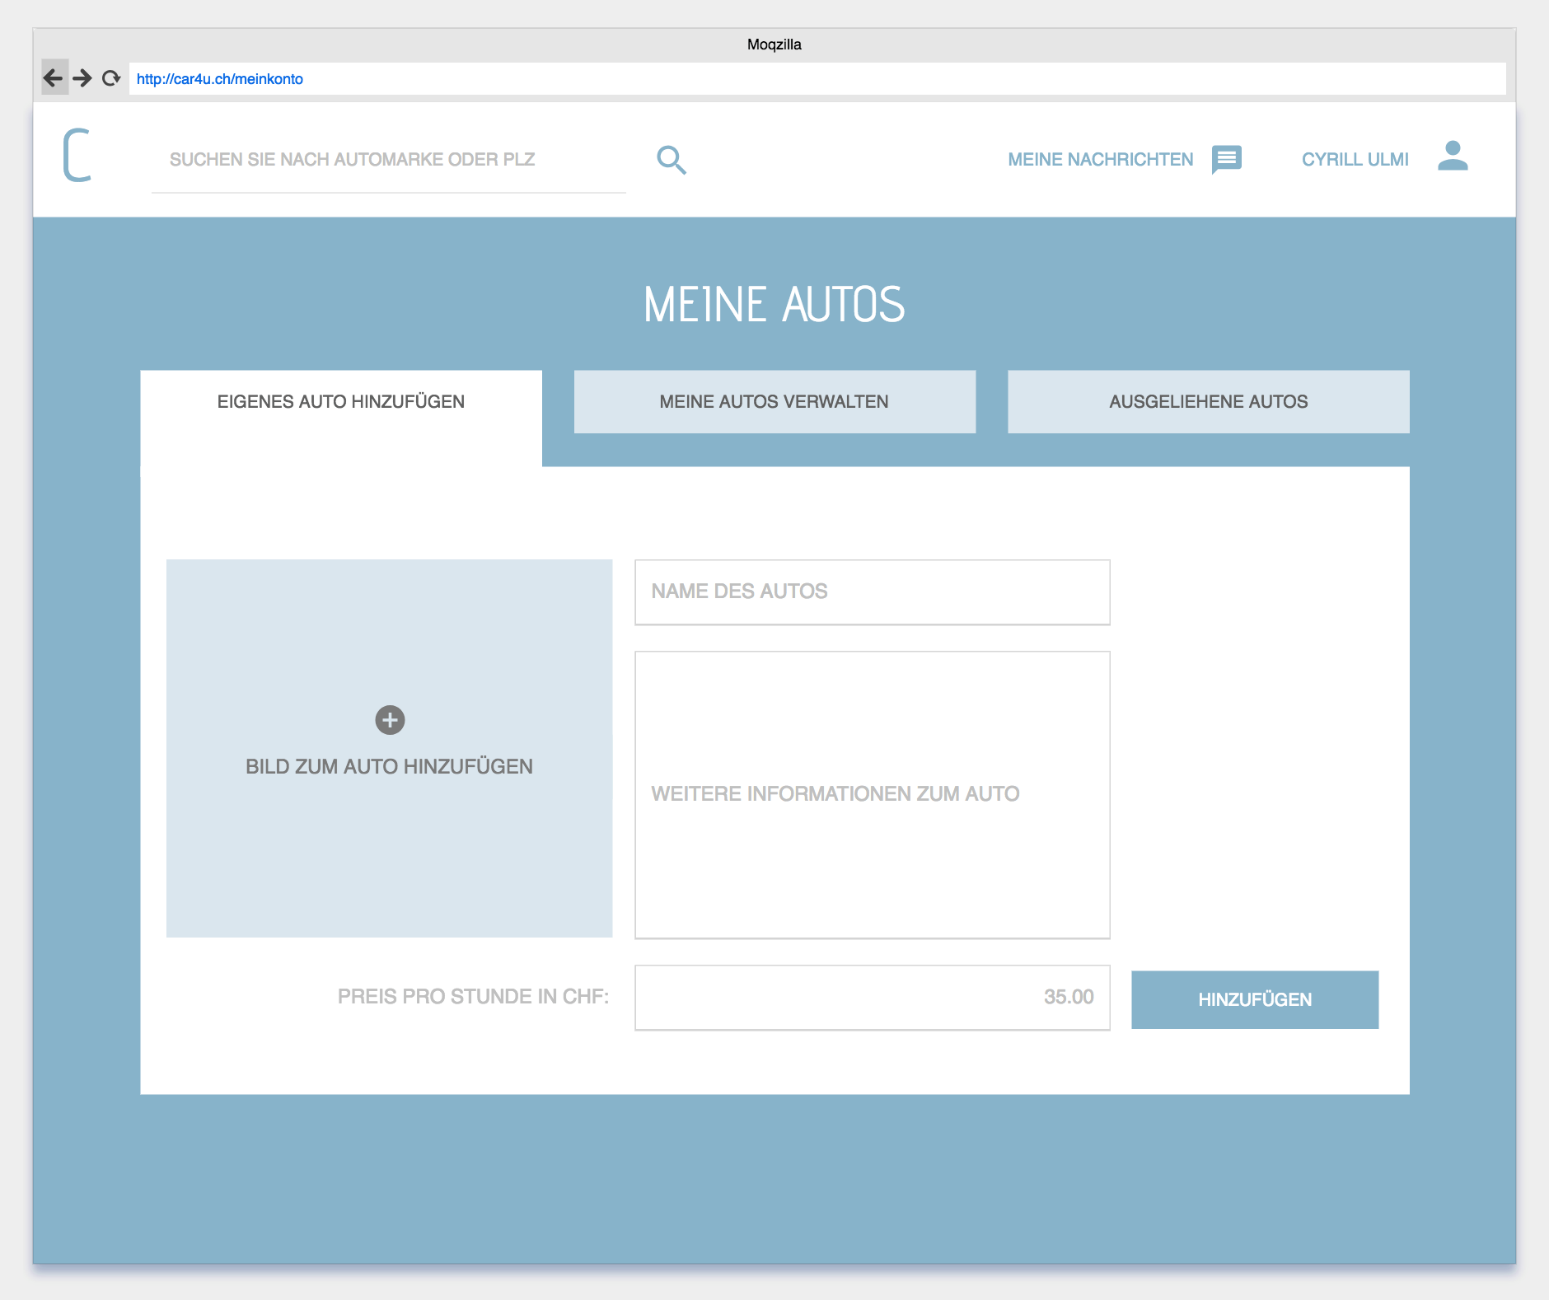 Moqzilla
http://car4u.ch/meinkonto
C
SUCHEN SIE NACH AUTOMARKE ODER PLZ
MEINE NACHRICHTEN
CYRILL ULMI
MEINE AUTOS
EIGENES AUTO HINZUFÜGEN
MEINE AUTOS VERWALTEN
AUSGELIEHENE AUTOS
NAME DES AUTOS
BILD ZUM AUTO HINZUFÜGEN
WEITERE INFORMATIONEN ZUM AUTO
PREIS PRO STUNDE IN CHF:
35.00
HINZUFÜGEN